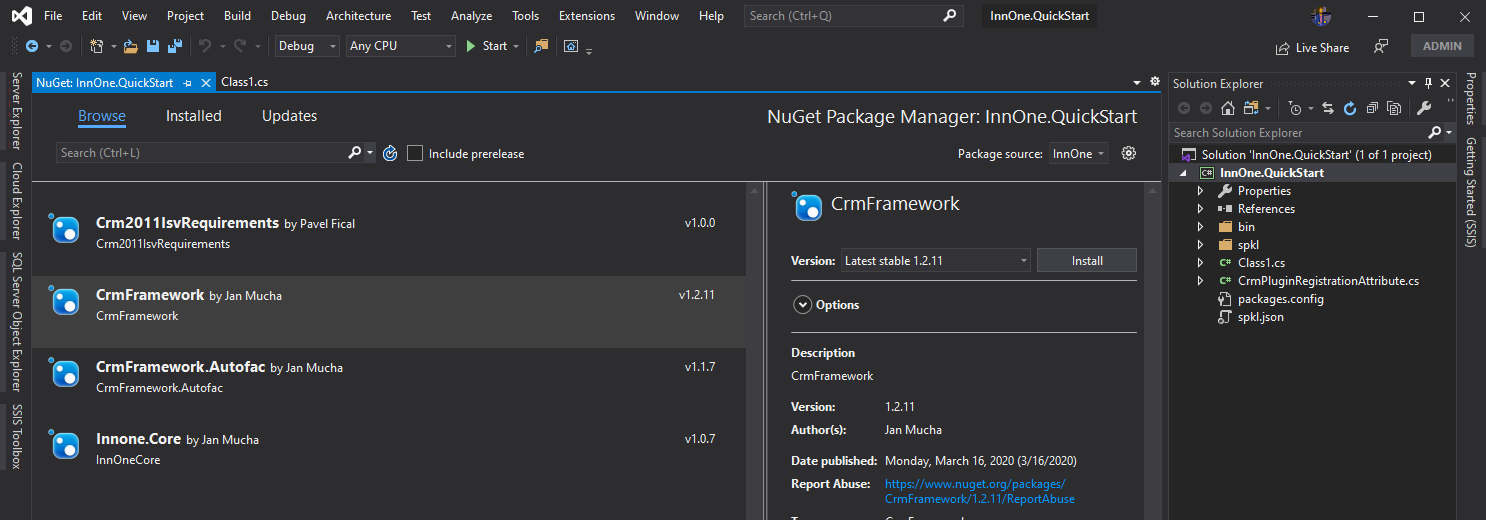 File Edit View Project Build Debug Architecture Test Analyze Tools Extensions Window Help Search (Ctrl+Q) InnOne.QuickStart
Debug Any CPU Start Live Share ADMIN
Server Explorer
Cloud Explorer
SQL Server Object Explorer
SSIS Toolbox
NuGet: InnOne.QuickStart Class1.cs
Browse Installed Updates NuGet Package Manager: InnOne.QuickStart
Search (Ctrl+L) Include prerelease Package source: InnOne
Crm2011IsvRequirements by Pavel Fical v1.0.0
Crm2011IsvRequirements
CrmFramework by Jan Mucha v1.2.11
CrmFramework
CrmFramework.Autofac by Jan Mucha v1.1.7
CrmFramework.Autofac
Innone.Core by Jan Mucha v1.0.7
InnOneCore
CrmFramework
Version: Latest stable 1.2.11 Install
Options
Description
CrmFramework
Version: 1.2.11
Author(s): Jan Mucha
Date published: Monday, March 16, 2020 (3/16/2020)
Report Abuse: https://www.nuget.org/packages/
CrmFramework/1.2.11/ReportAbuse
Solution Explorer
Search Solution Explorer
Solution 'InnOne.QuickStart' (1 of 1 project)
C# InnOne.QuickStart
Properties
References
bin
spkl
C# Class1.cs
C# CrmPluginRegistrationAttribute.cs
packages.config
spkl.json
Properties
Getting Started (SSIS)